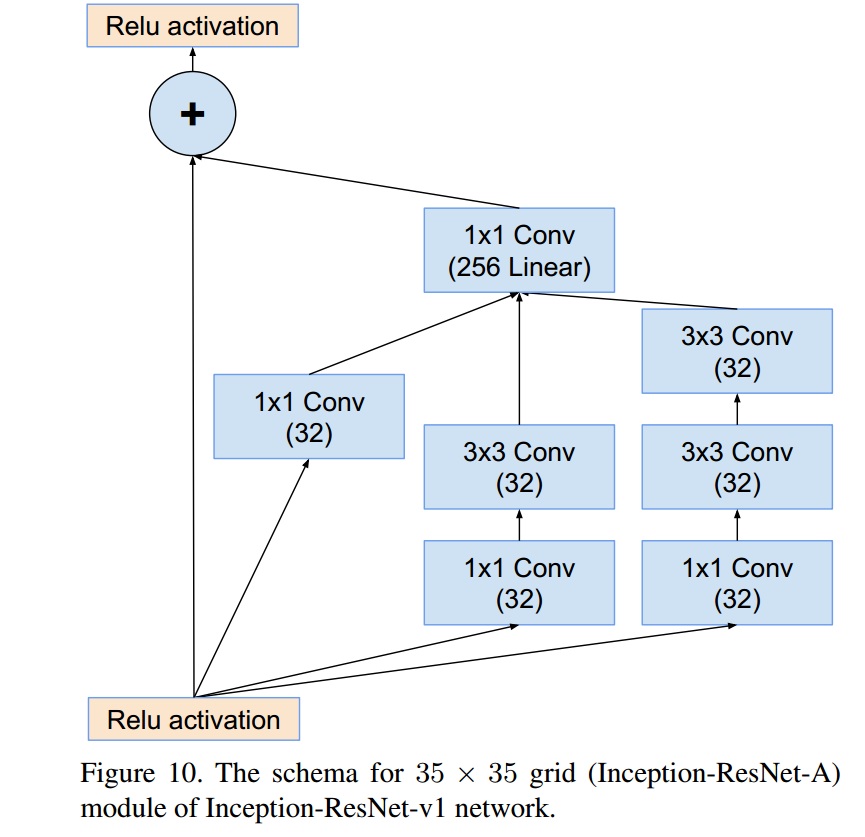 Relu activation
+
1x1 Conv
(256 Linear)
3x3 Conv
(32)
1x1 Conv
(32)
3x3 Conv
(32)
3x3 Conv
(32)
1x1 Conv
(32)
1x1 Conv
(32)
Relu activation
Figure 10. The schema for 35 × 35 grid (Inception-ResNet-A)
module of Inception-ResNet-v1 network.